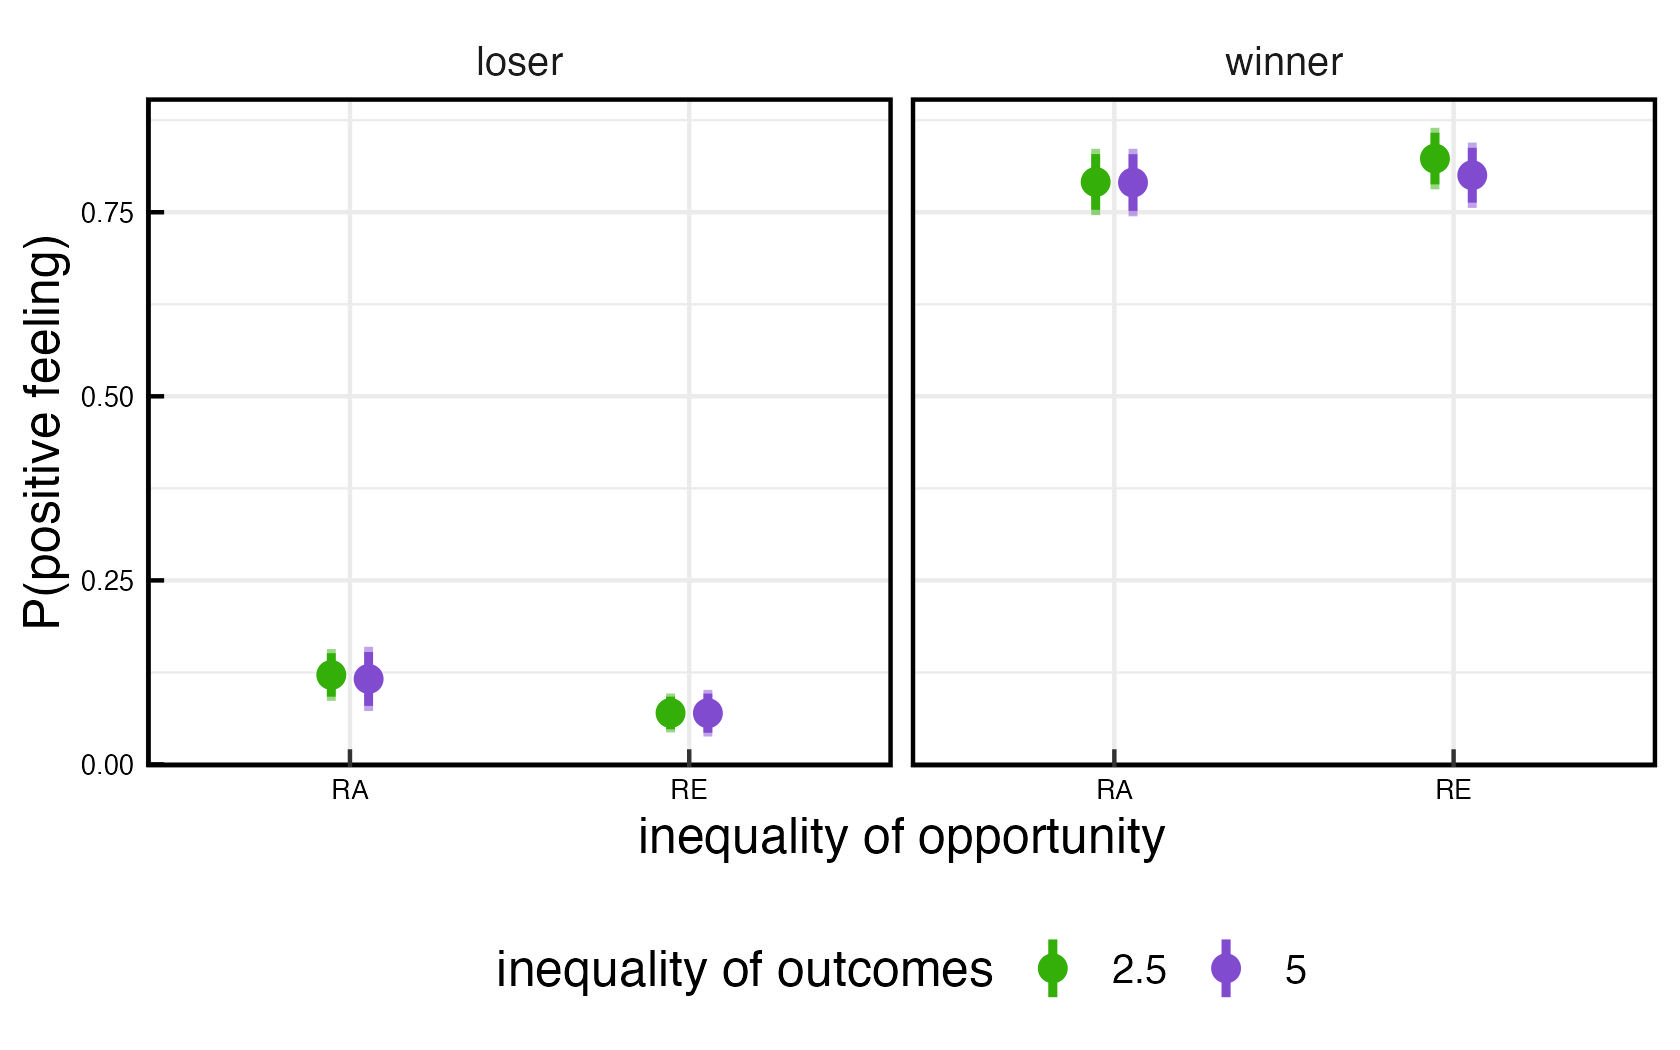 loser winner
P(positive feeling)
0.75
0.50
0.25
0.00
RA RE RA RE
inequality of opportunity
inequality of outcomes 2.5 5